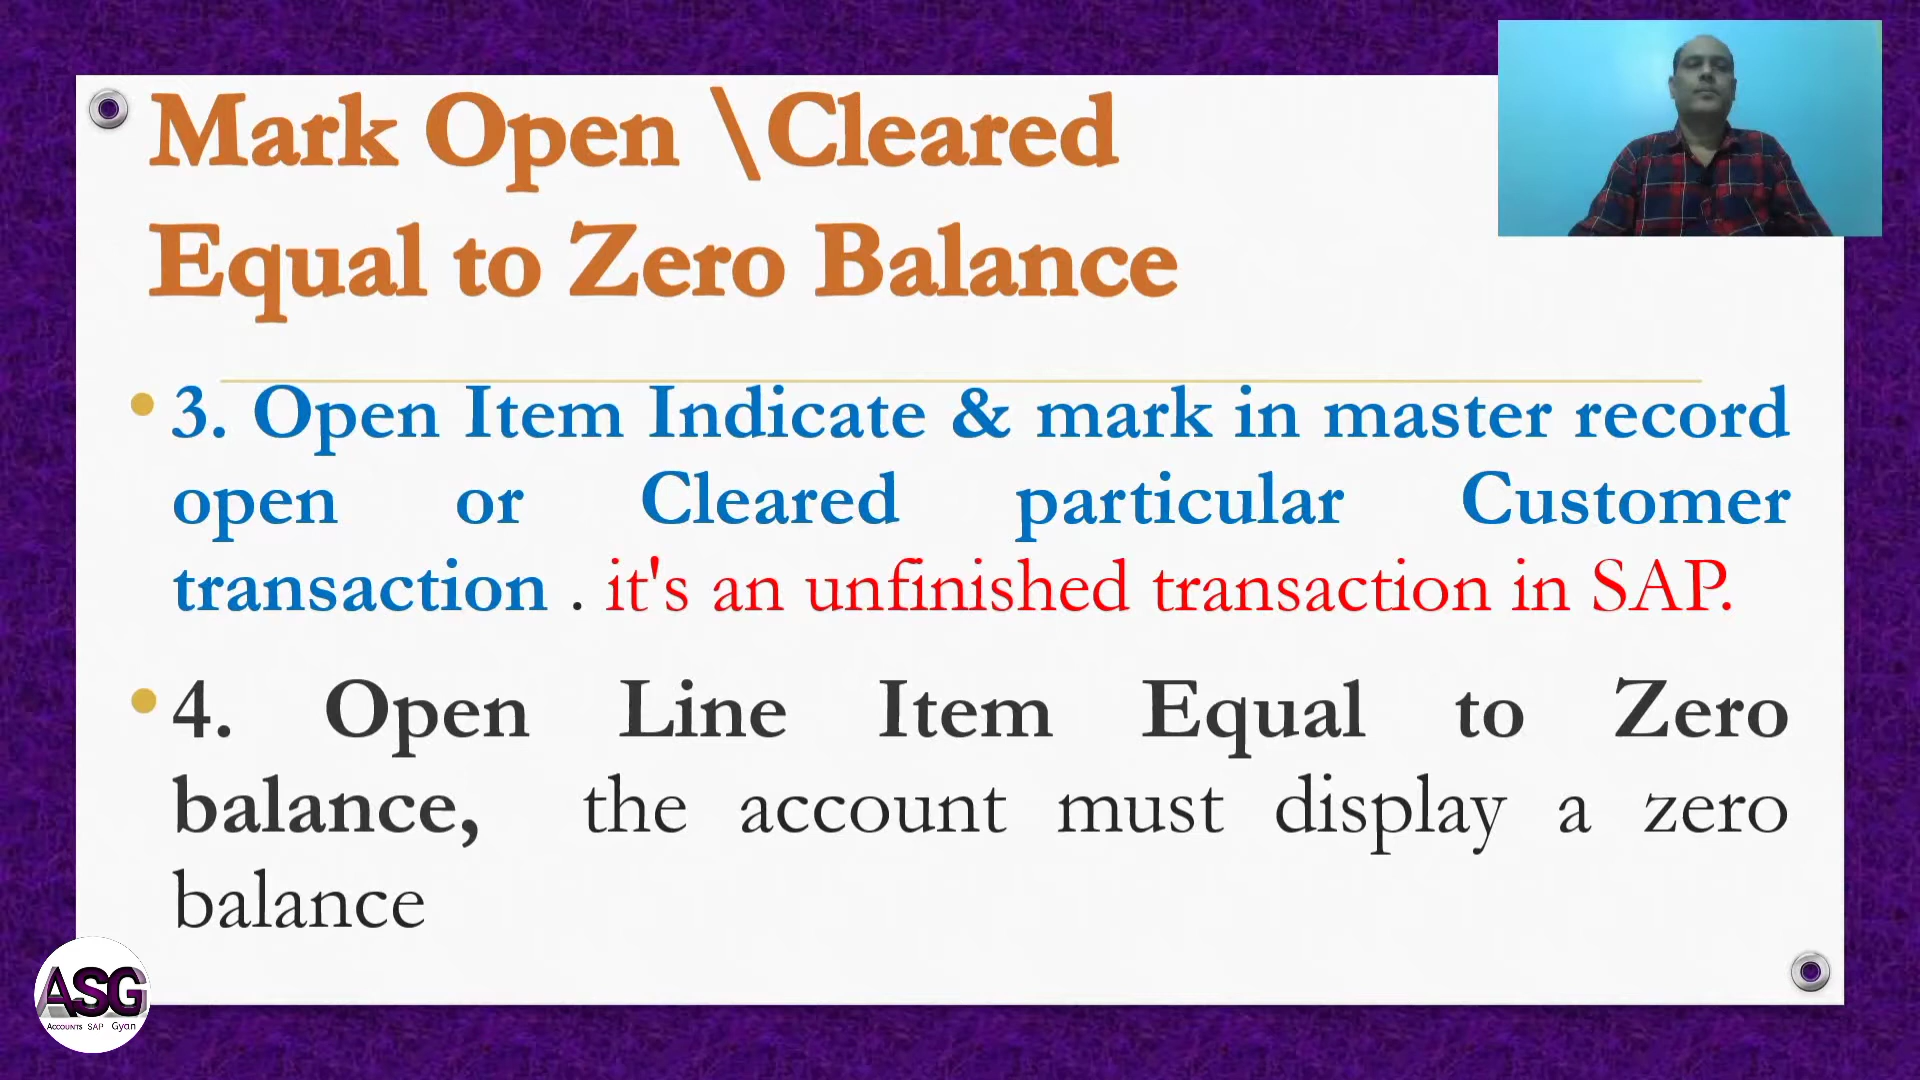 Mark Open \Cleared
Equal to Zero Balance
3. Open Item Indicate & mark in master record
open or Cleared particular Customer
transaction . it's an unfinished transaction in SAP.
4. Open Line Item Equal to Zero
balance, the account must display a zero
balance
ASG
Accounts SAP Gyan